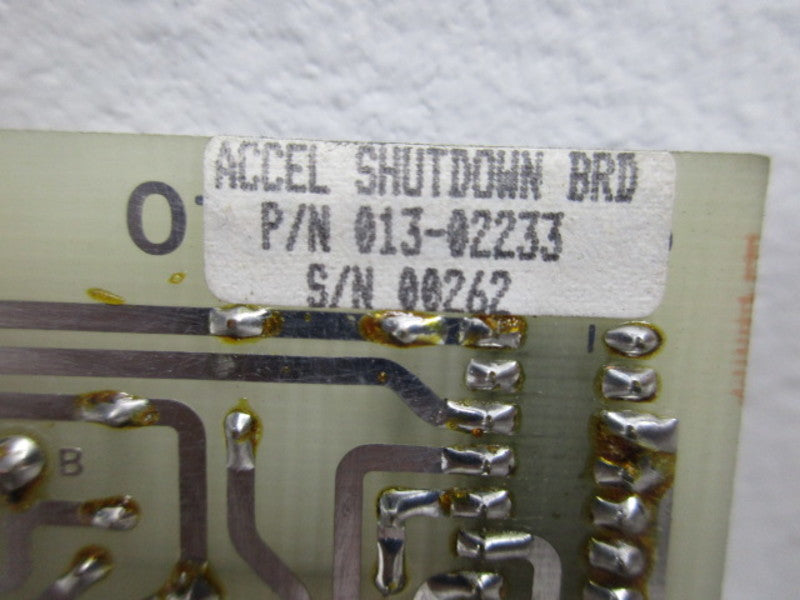 ACCEL SHUTDOWN BRD
P/N 013-02233
S/N 00262
B